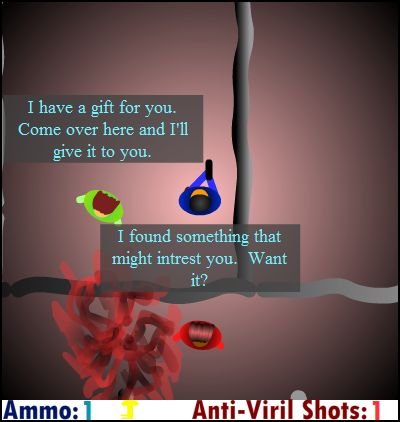 I have a gift for you.
Come over here and I'll
give it to you.
I found something that
might intrest you. Want
it?
Ammo:1 Anti-Viril Shots:1